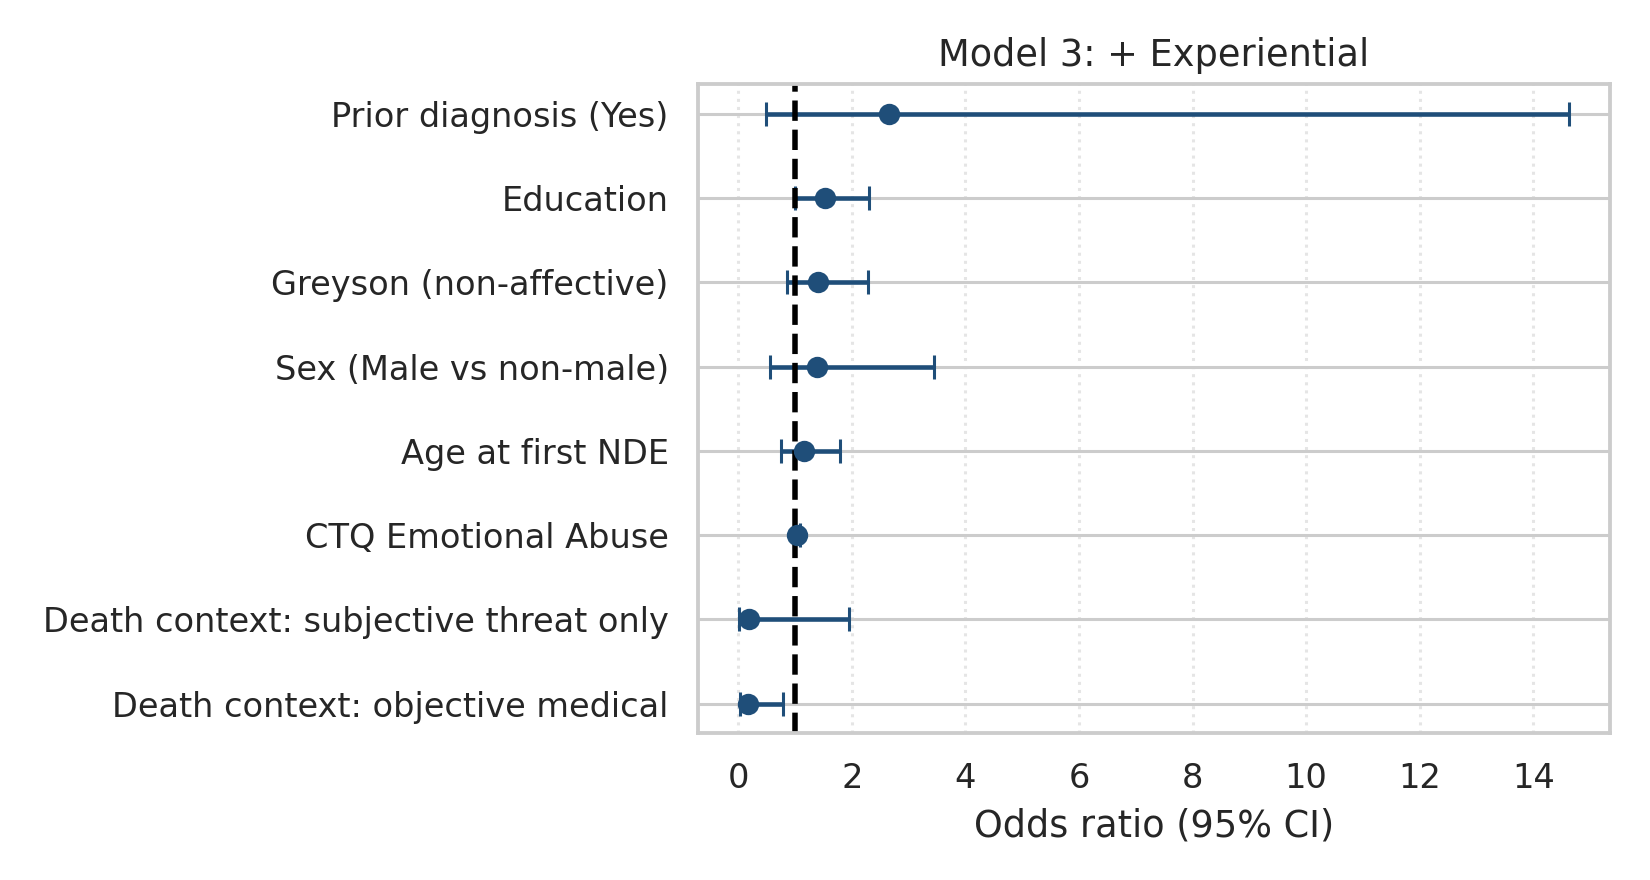 Model 3: + Experiential
Prior diagnosis (Yes)
Education
Greyson (non-affective)
Sex (Male vs non-male)
Age at first NDE
CTQ Emotional Abuse
Death context: subjective threat only
Death context: objective medical
0 2 4 6 8 10 12 14
Odds ratio (95% CI)